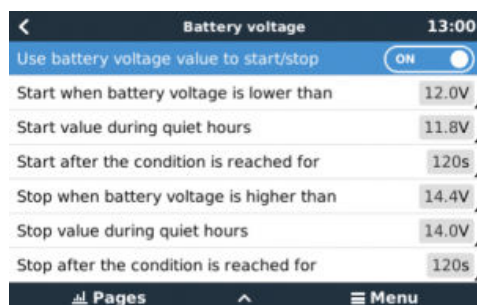 Battery voltage 13:00
Use battery voltage value to start/stop ON
Start when battery voltage is lower than 12.0V
Start value during quiet hours 11.8V
Start after the condition is reached for 120s
Stop when battery voltage is higher than 14.4V
Stop value during quiet hours 14.0V
Stop after the condition is reached for 120s
Pages Menu